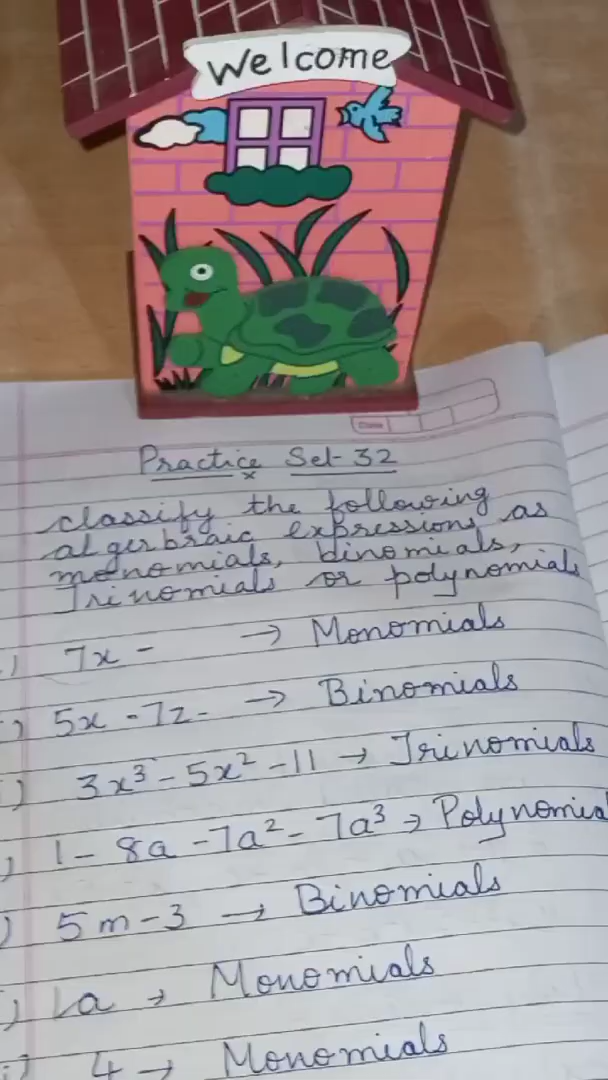 Welcome
Date
Practice Set-32
classify the following
algerbraic expressions as
monomials, binomials,
Trinomials or polynomials
) 7x - → Monomials
) 5x - 7z - → Binomials
) 3x³ - 5x² - 11 → Trinomials
) 1 - 8a - 7a² - 7a³ → Polynomia
) 5m - 3 → Binomials
) a → Monomials
) 4 → Monomials